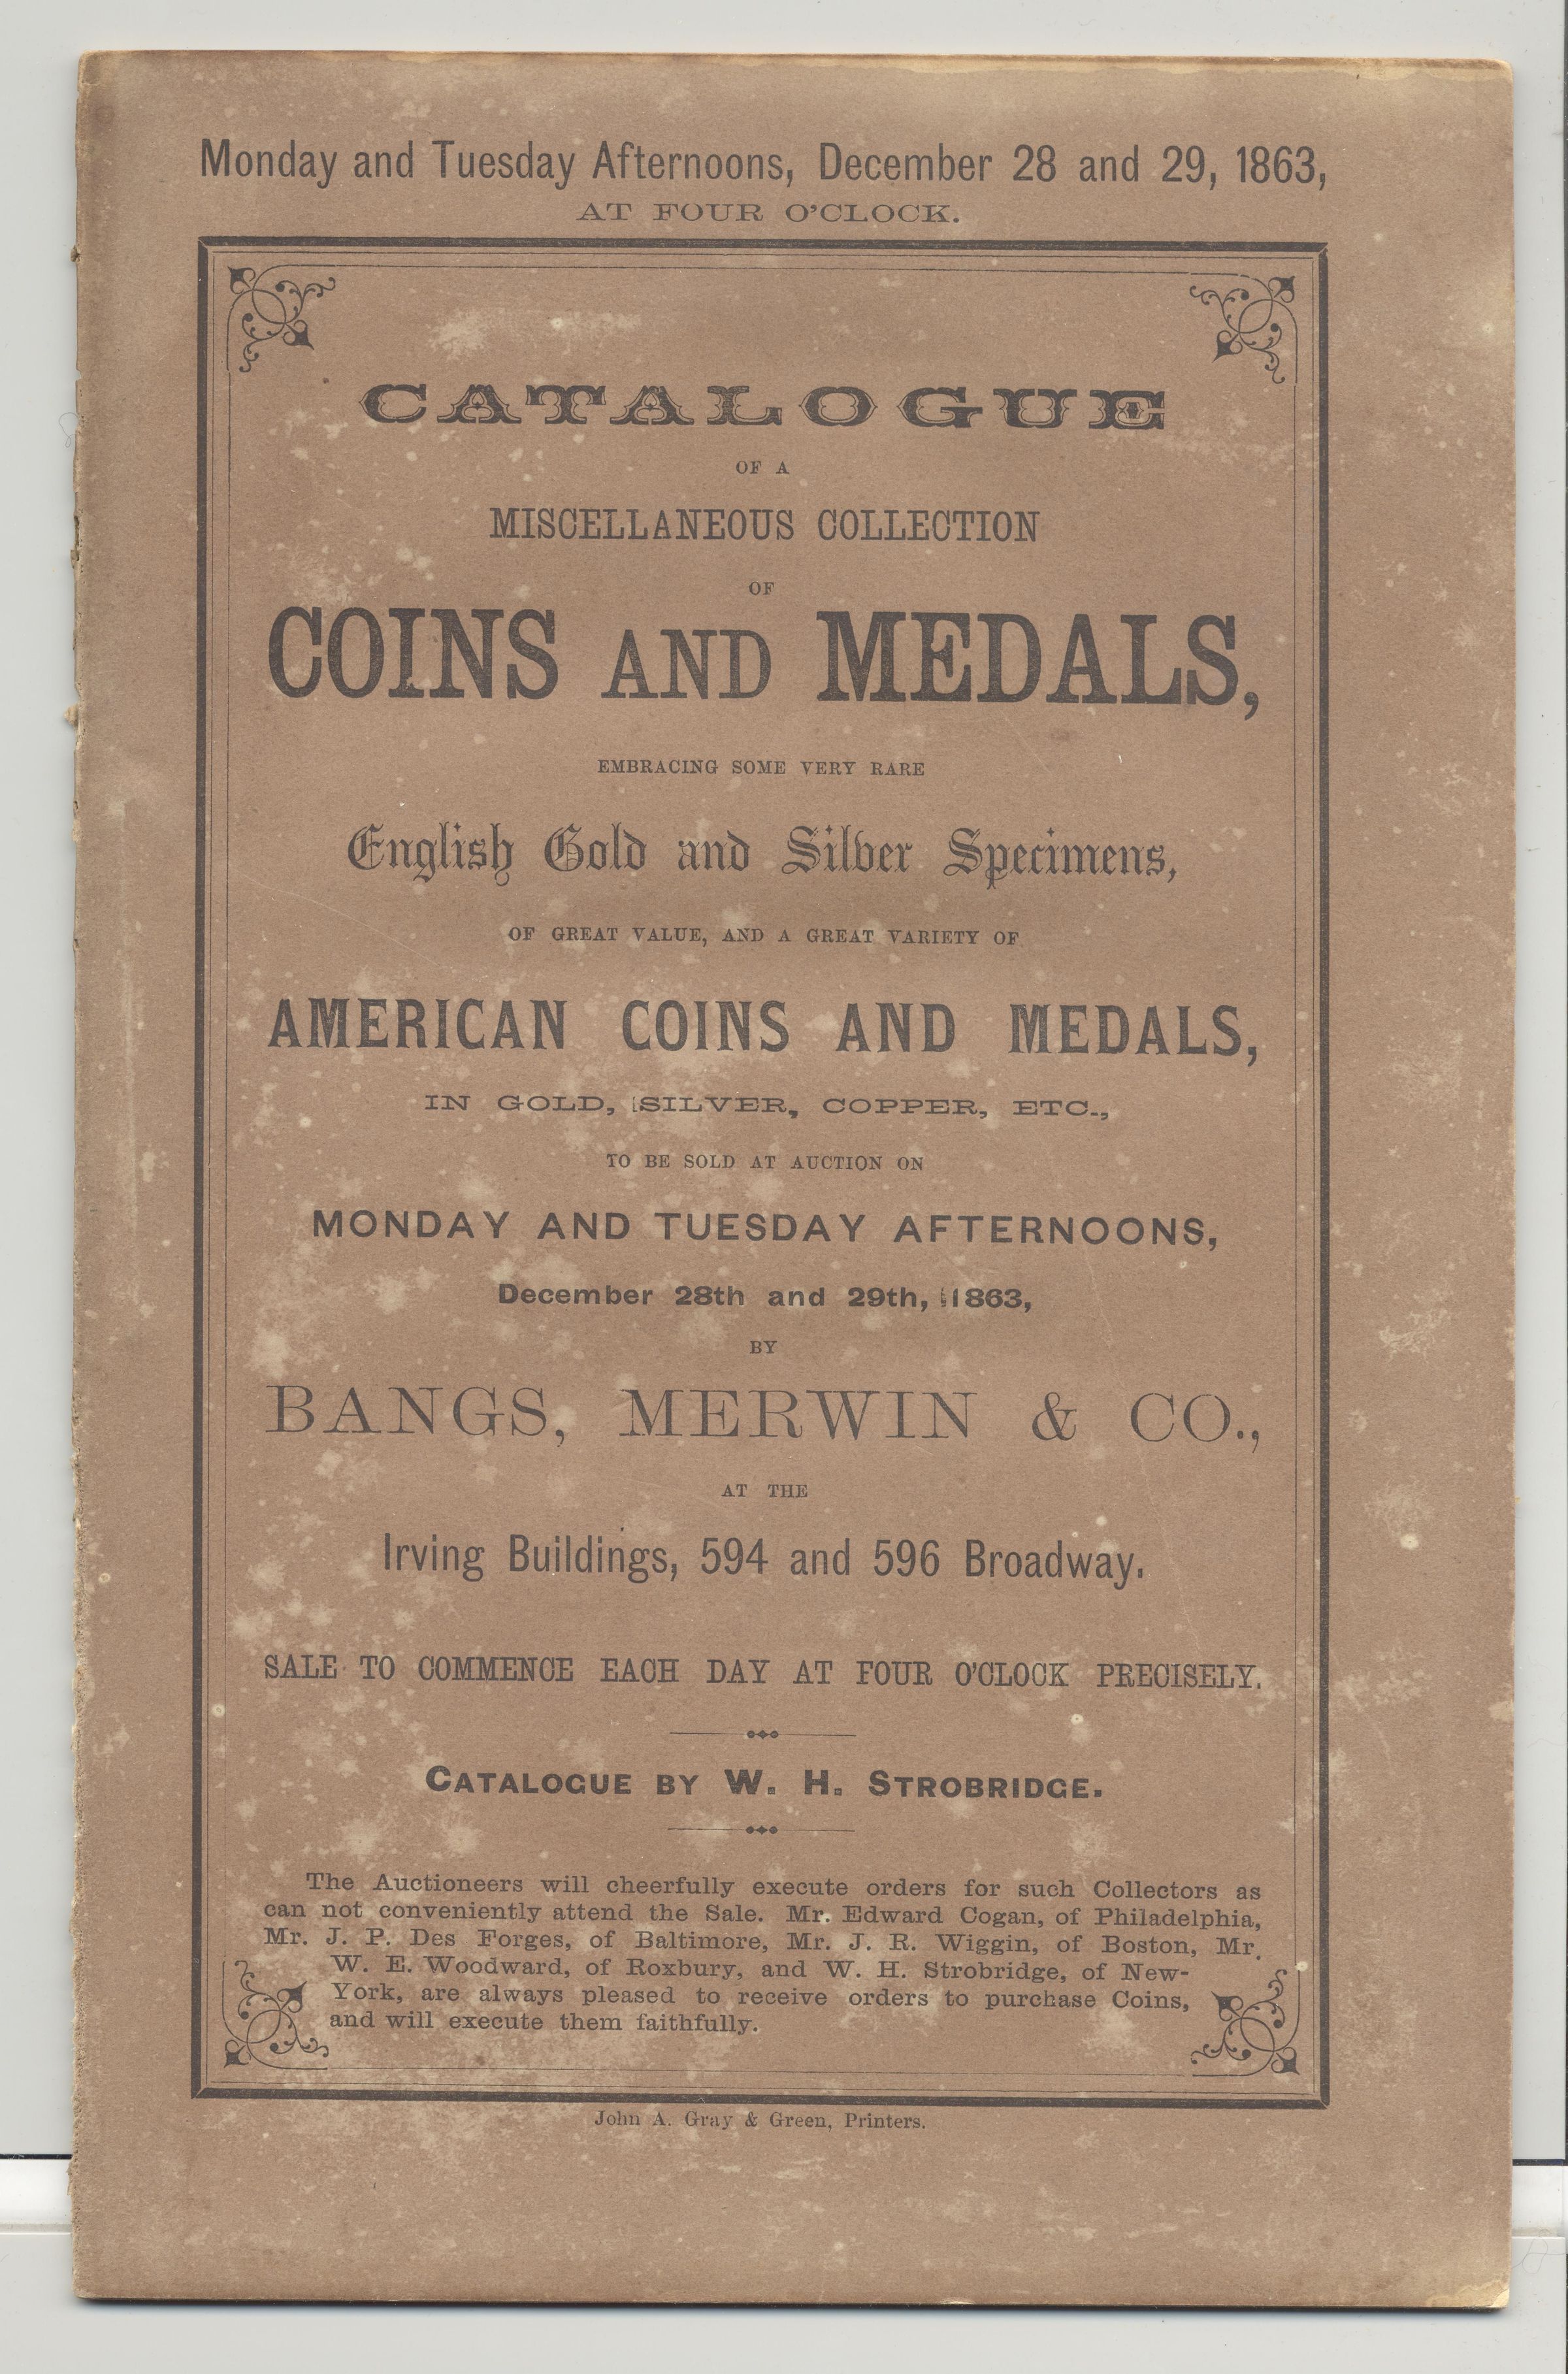 Monday and Tuesday Afternoons, December 28 and 29, 1863,
AT FOUR O'CLOCK.
CATALOGUE
OF A
MISCELLANEOUS COLLECTION
OF
COINS AND MEDALS,
EMBRACING SOME VERY RARE
English Gold and Silver Specimens,
OF GREAT VALUE, AND A GREAT VARIETY OF
AMERICAN COINS AND MEDALS,
IN GOLD, SILVER, COPPER, ETC.,
TO BE SOLD AT AUCTION ON
MONDAY AND TUESDAY AFTERNOONS,
December 28th and 29th, 1863,
BY
BANGS, MERWIN & CO.,
AT THE
Irving Buildings, 594 and 596 Broadway.
SALE TO COMMENCE EACH DAY AT FOUR O'CLOCK PRECISELY.
CATALOGUE BY W. H. STROBRIDGE.
The Auctioneers will cheerfully execute orders for such Collectors as
can not conveniently attend the Sale. Mr. Edward Cogan, of Philadelphia,
Mr. J. P. Des Forges, of Baltimore, Mr. J. R. Wiggin, of Boston, Mr.
W. E. Woodward, of Roxbury, and W. H. Strobridge, of New-
York, are always pleased to receive orders to purchase Coins,
and will execute them faithfully.
John A. Gray & Green, Printers.